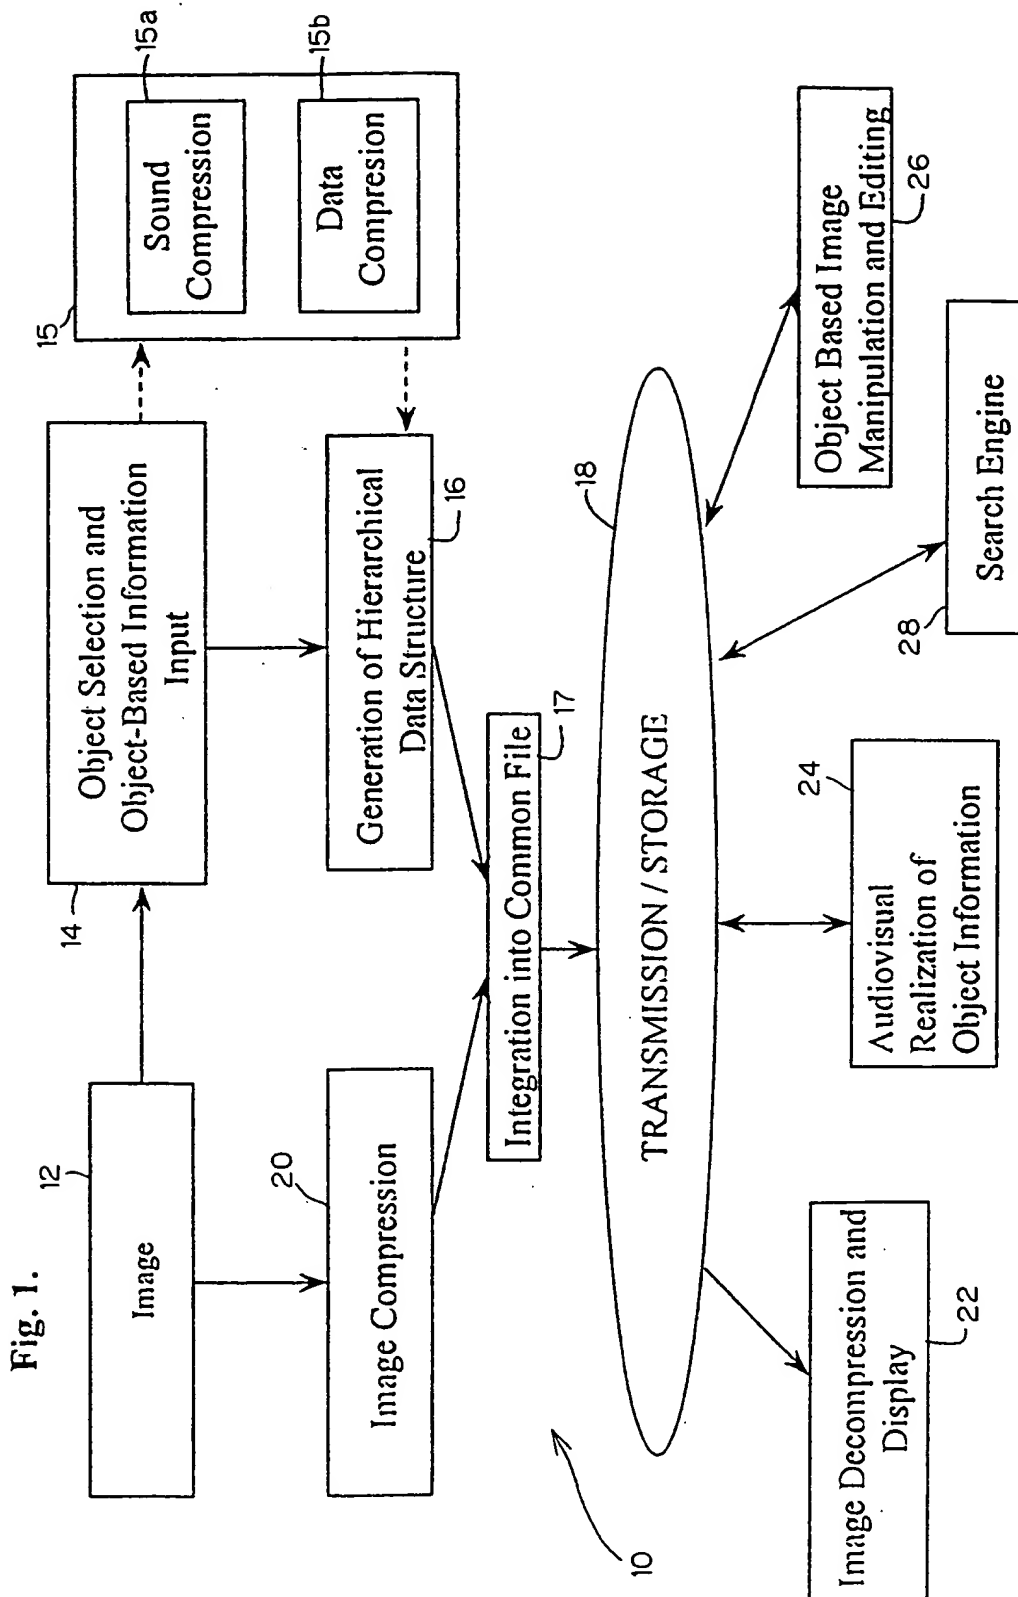 Fig. 1.
12
Image
14
Object Selection and
Object-Based Information
Input
15
15a
Sound
Compression
15b
Data
Compresion
20
Image Compression
Generation of Hierarchical
Data Structure
16
Integration into Common File
17
18
TRANSMISSION / STORAGE
10
Image Decompression and
Display
22
24
Audiovisual
Realization of
Object Information
28
Search Engine
Object Based Image
Manipulation and Editing
26